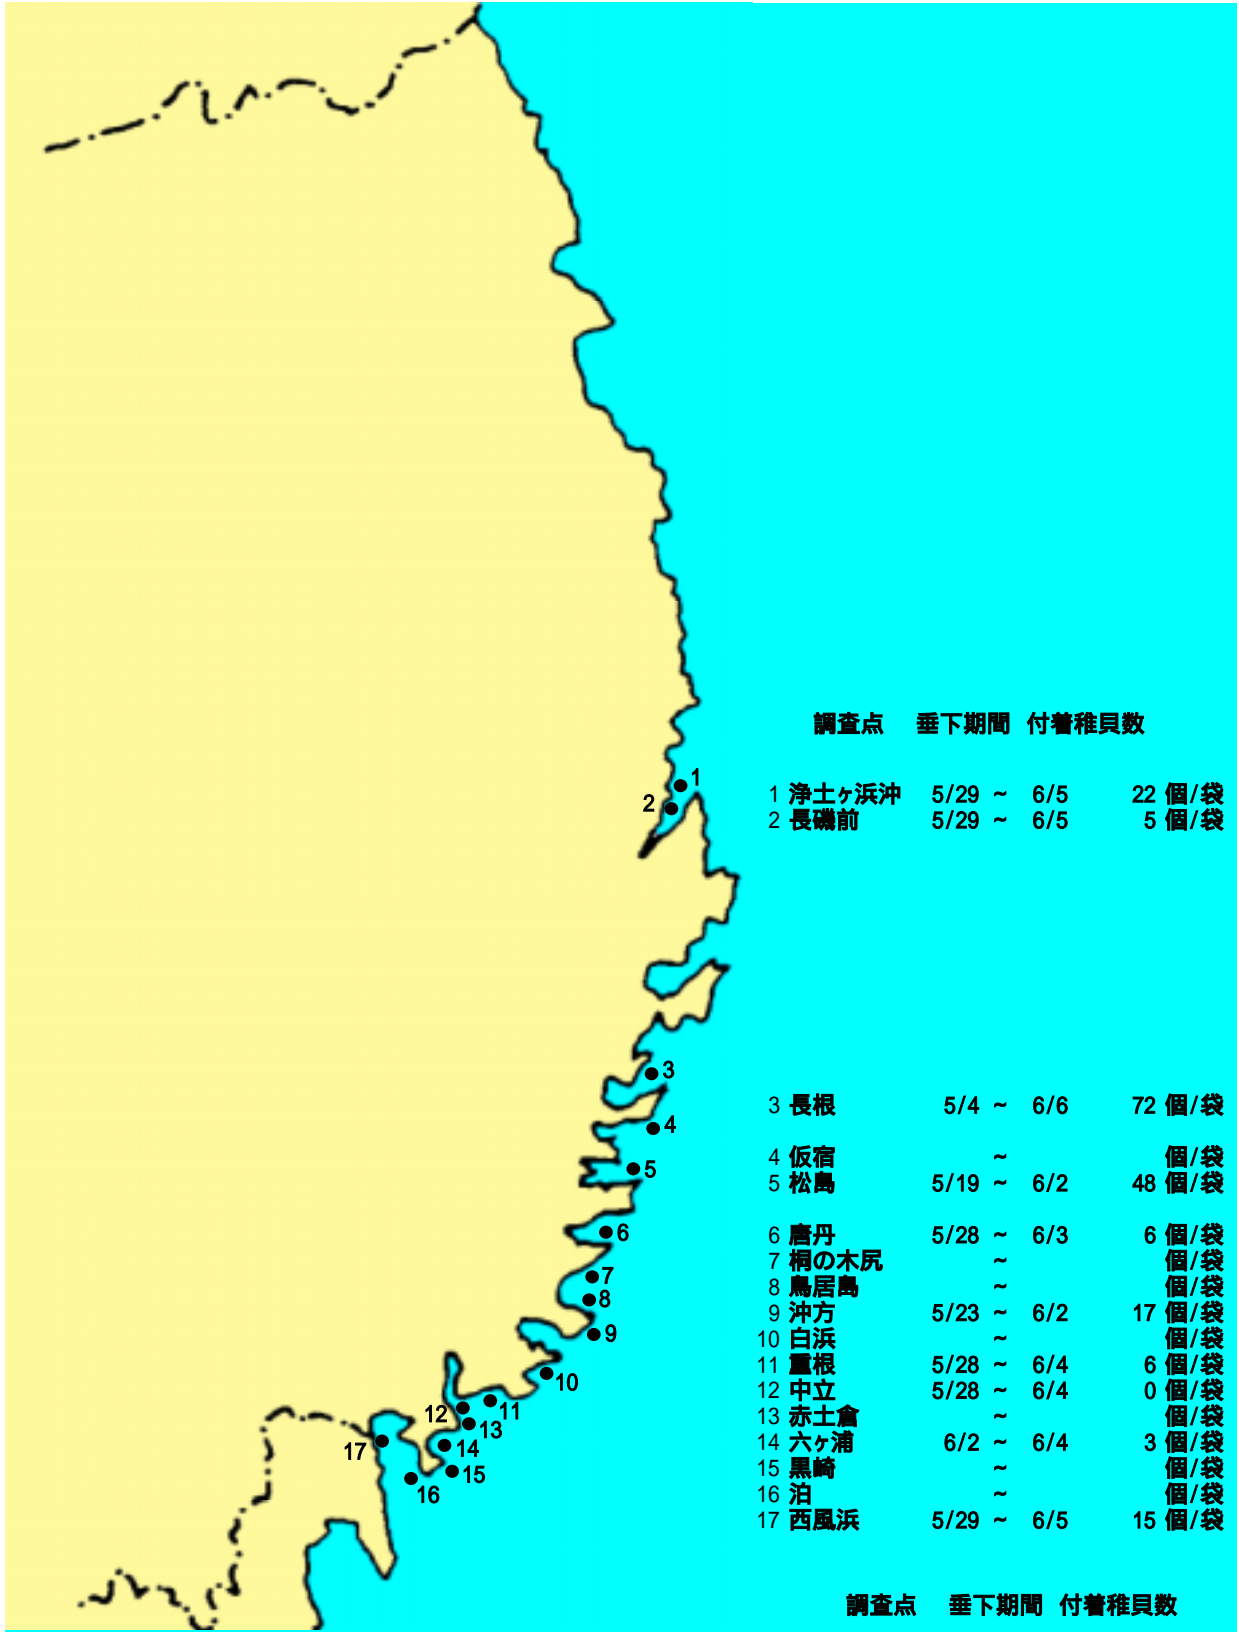 調査点 垂下期間 付着稚貝数
1
2
1 浄土ヶ浜沖 5/29 ~ 6/5 22 個/袋
2 長磯前 5/29 ~ 6/5 5 個/袋
3
3 長根 5/4 ~ 6/6 72 個/袋
4
4 仮宿 ~ 個/袋
5
5 松島 5/19 ~ 6/2 48 個/袋
6
6 唐丹 5/28 ~ 6/3 6 個/袋
7 桐の木尻 ~ 個/袋
7
8 鳥居島 ~ 個/袋
8
9 沖方 5/23 ~ 6/2 17 個/袋
9
10 白浜 ~ 個/袋
11 重根 5/28 ~ 6/4 6 個/袋
10
12 中立 5/28 ~ 6/4 0 個/袋
11
12
13 赤土倉 ~ 個/袋
13
14 六ヶ浦 6/2 ~ 6/4 3 個/袋
14
17
15 黒崎 ~ 個/袋
15
16 泊 ~ 個/袋
16
17 西風浜 5/29 ~ 6/5 15 個/袋
調査点 垂下期間 付着稚貝数